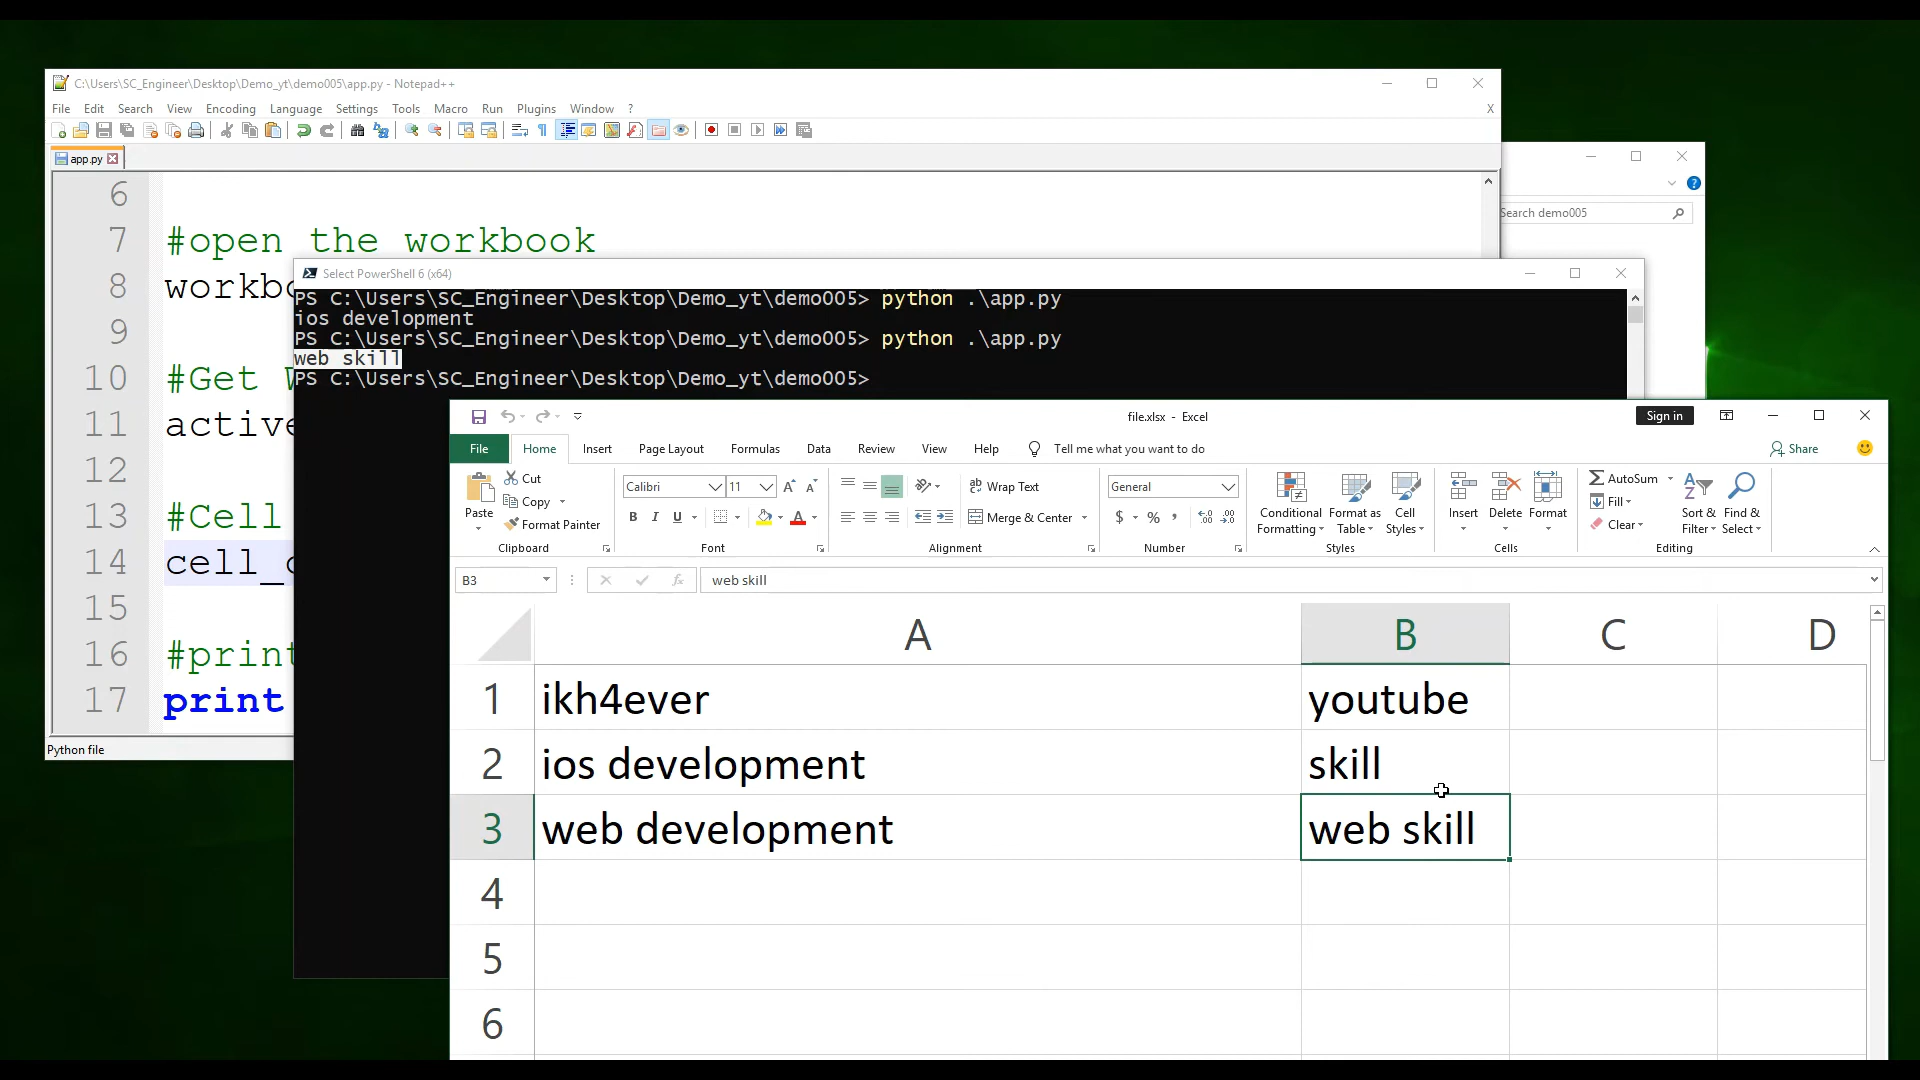 C:\Users\SC_Engineer\Desktop\Demo_yt\demo005\app.py - Notepad++
File Edit Search View Encoding Language Settings Tools Macro Run Plugins Window ? X
app.py
6
7 #open the workbook
8 workbo
9
10 #Get W
11 active
12
13 #Cell
14 cell_
15
16 #print
17 print
Python file
Search demo005
Select PowerShell 6 (x64)
PS C:\Users\SC_Engineer\Desktop\Demo_yt\demo005> python .\app.py
ios development
PS C:\Users\SC_Engineer\Desktop\Demo_yt\demo005> python .\app.py
web skill
PS C:\Users\SC_Engineer\Desktop\Demo_yt\demo005>
file.xlsx - Excel
Sign in
File Home Insert Page Layout Formulas Data Review View Help Tell me what you want to do Share
Paste
Cut
Copy
Format Painter
Clipboard
Calibri 11
B I U
Font
Wrap Text
Merge & Center
Alignment
General
$ % ,
Number
Conditional Formatting
Format as Table
Cell Styles
Styles
Insert Delete Format
Cells
AutoSum
Fill
Clear
Sort & Filter
Find & Select
Editing
B3 fx web skill
A B C D
1 ikh4ever youtube
2 ios development skill
3 web development web skill
4
5
6